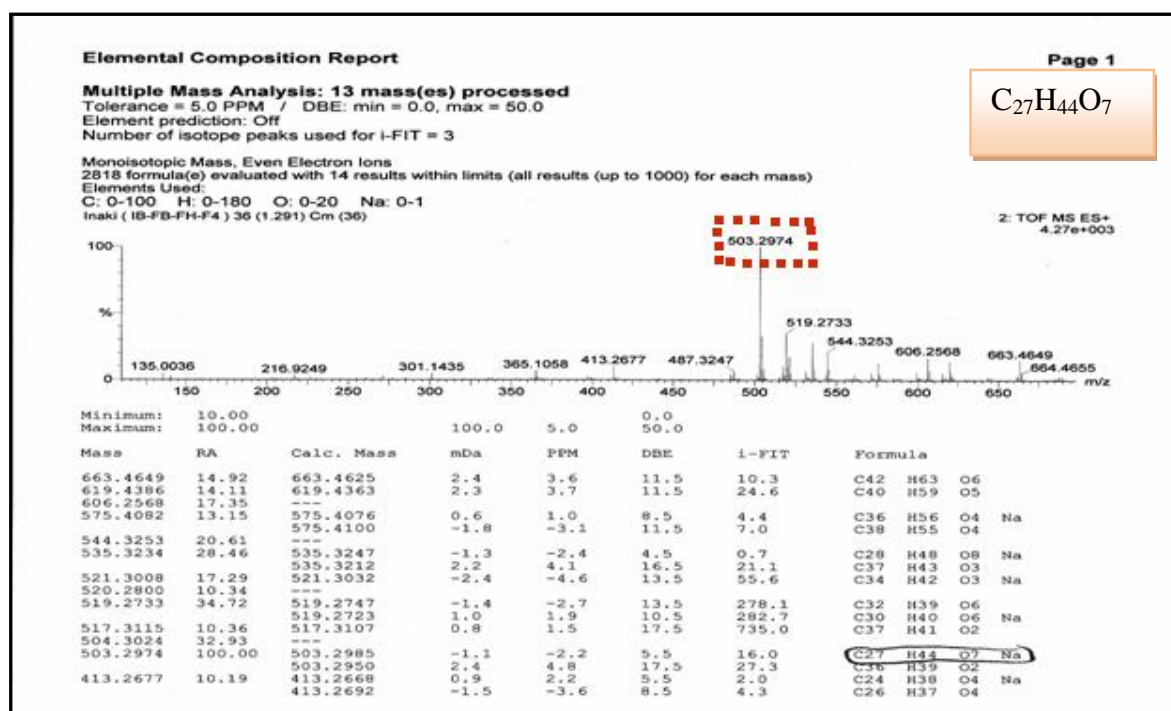 Elemental Composition Report
Page 1
Multiple Mass Analysis: 13 mass(es) processed
Tolerance = 5.0 PPM / DBE: min = 0.0, max = 50.0
Element prediction: Off
Number of isotope peaks used for i-FIT = 3
C₂₇H₄₄O₇
Monoisotopic Mass, Even Electron Ions
2818 formula(e) evaluated with 14 results within limits (all results (up to 1000) for each mass)
Elements Used:
C: 0-100 H: 0-180 O: 0-20 Na: 0-1
Inaki ( IB-FB-FH-F4 ) 36 (1.291) Cm (36)
2: TOF MS ES+
4.27e+003
100
503.2974
%
519.2733
544.3253
135.0036
216.9249
301.1435
365.1058
413.2677
487.3247
606.2568
663.4649
664.4655
0
m/z
150 200 250 300 350 400 450 500 550 600 650
Minimum: 10.00 0.0
Maximum: 100.00 100.0 5.0 50.0
Mass RA Calc. Mass mDa PPM DBE i-FIT Formula
663.4649 14.92 663.4625 2.4 3.6 11.5 10.3 C42 H63 O6
619.4386 14.11 619.4363 2.3 3.7 11.5 24.6 C40 H59 O5
606.2568 17.35 ---
575.4082 13.15 575.4076 0.6 1.0 8.5 4.4 C36 H56 O4 Na
575.4100 -1.8 -3.1 11.5 7.0 C38 H55 O4
544.3253 20.61 ---
535.3234 28.46 535.3247 -1.3 -2.4 4.5 0.7 C28 H48 O8 Na
535.3212 2.2 4.1 16.5 21.1 C37 H43 O3
521.3008 17.29 521.3032 -2.4 -4.6 13.5 55.6 C34 H42 O3 Na
520.2800 10.34 ---
519.2733 34.72 519.2747 -1.4 -2.7 13.5 278.1 C32 H39 O6
519.2723 1.0 1.9 10.5 282.7 C30 H40 O6 Na
517.3115 10.36 517.3107 0.8 1.5 17.5 735.0 C37 H41 O2
504.3024 32.93 ---
503.2974 100.00 503.2985 -1.1 -2.2 5.5 16.0 C27 H44 O7 Na
503.2950 2.4 4.8 17.5 27.3 C36 H39 O2
413.2677 10.19 413.2668 0.9 2.2 5.5 2.0 C24 H38 O4 Na
413.2692 -1.5 -3.6 8.5 4.3 C26 H37 O4